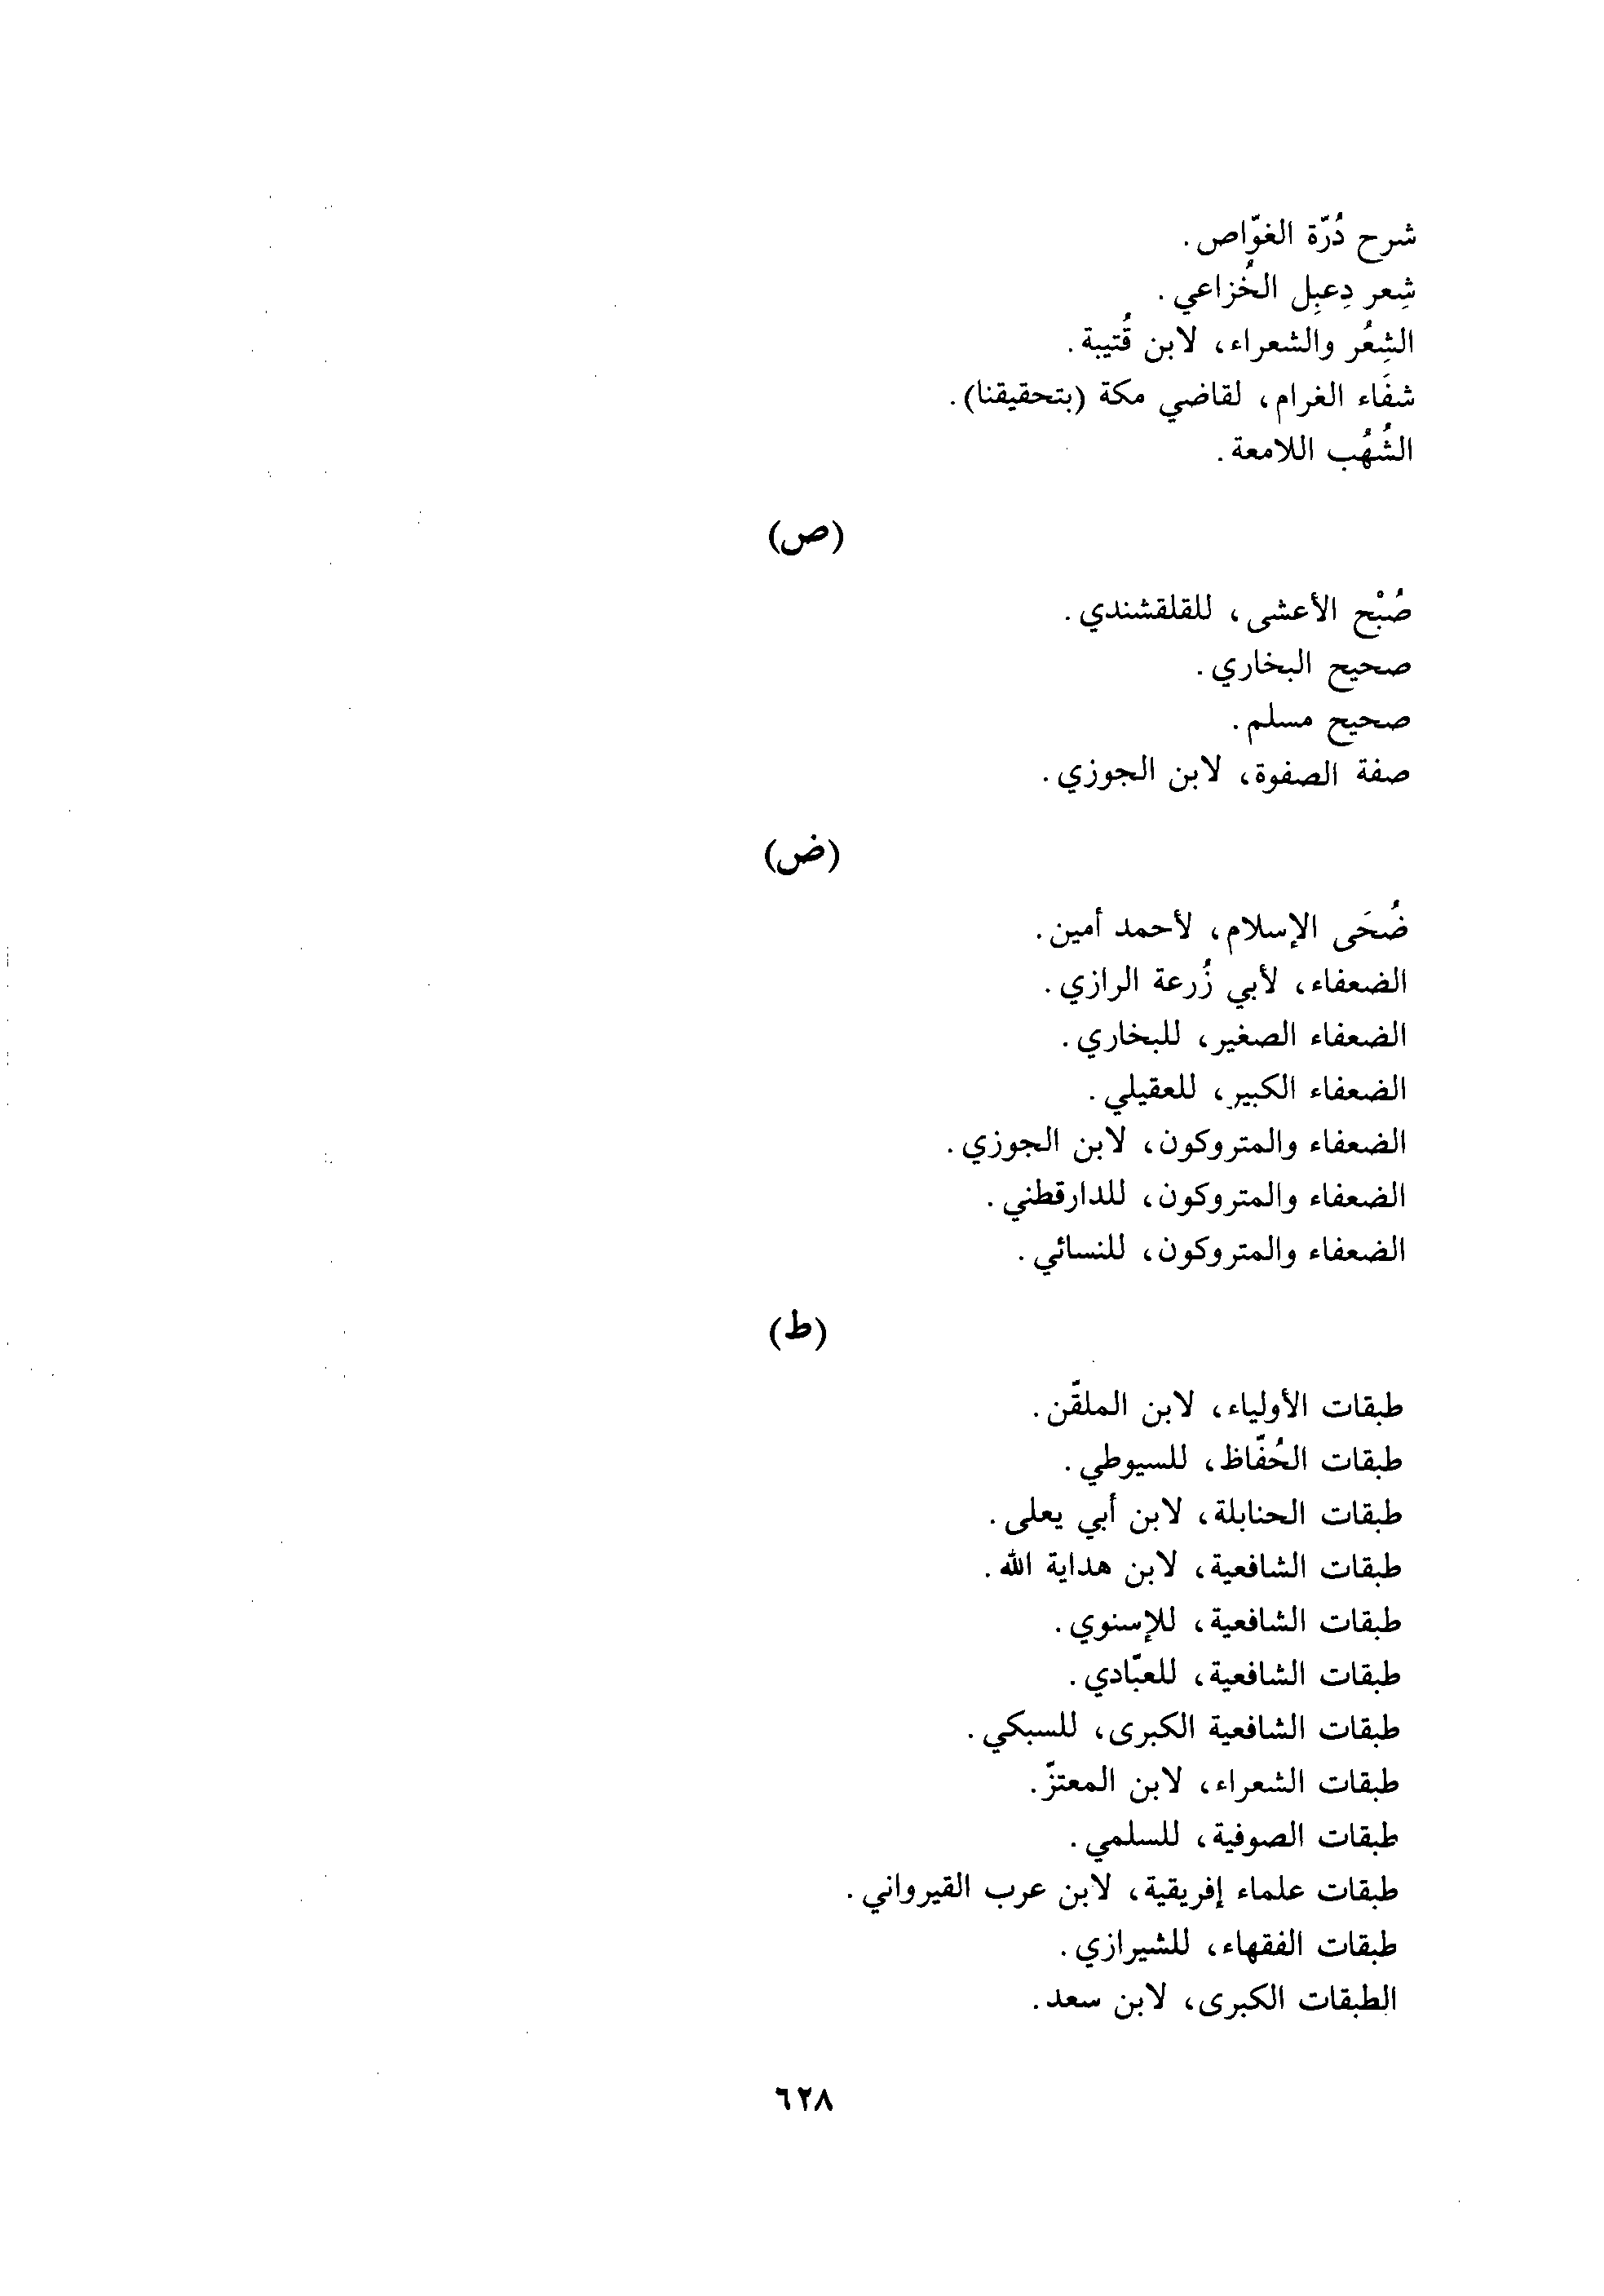 شرح دُرّة الغوّاص.
شِعر دِعبِل الخُزاعي.
الشِعُر والشعراء، لابن قُتيبة.
شفَاء الغرام، لقاضي مكة (بتحقيقنا).
الشُهُب اللامعة.
(ص)
صُبْح الأعشى، للقلقشندي.
صحيح البخاري.
صحيح مسلم.
صفة الصفوة، لابن الجوزي.
(ض)
ضُحَى الإسلام، لأحمد أمين.
الضعفاء، لأبي زُرعة الرازي.
الضعفاء الصغير، للبخاري.
الضعفاء الكبير، للعقيلي.
الضعفاء والمتروكون، لابن الجوزي.
الضعفاء والمتروكون، للدارقطني.
الضعفاء والمتروكون، للنسائي.
(ط)
طبقات الأولياء، لابن الملقّن.
طبقات الحُفّاظ، للسيوطي.
طبقات الحنابلة، لابن أبي يعلى.
طبقات الشافعية، لابن هداية الله.
طبقات الشافعية، للإسنوي.
طبقات الشافعية، للعبّادي.
طبقات الشافعية الكبرى، للسبكي.
طبقات الشعراء، لابن المعتزّ.
طبقات الصوفية، للسلمي.
طبقات علماء إفريقية، لابن عرب القيرواني.
طبقات الفقهاء، للشيرازي.
الطبقات الكبرى، لابن سعد.
٦٢٨